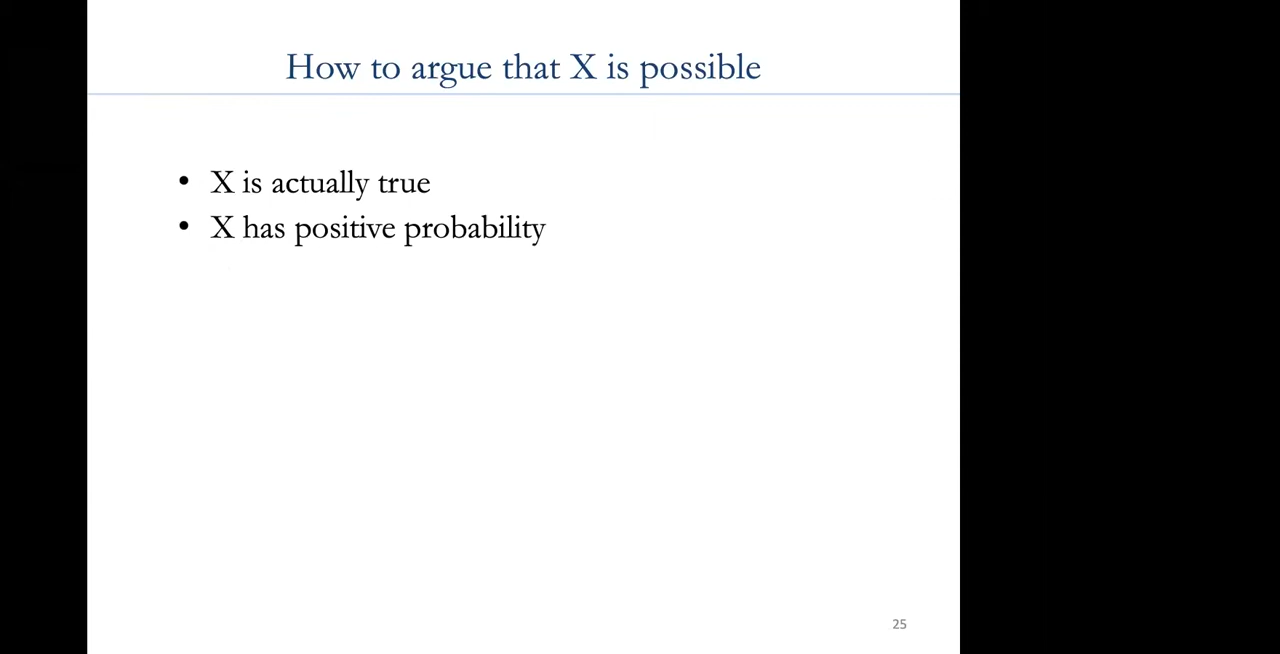 How to argue that X is possible
• X is actually true
• X has positive probability
25